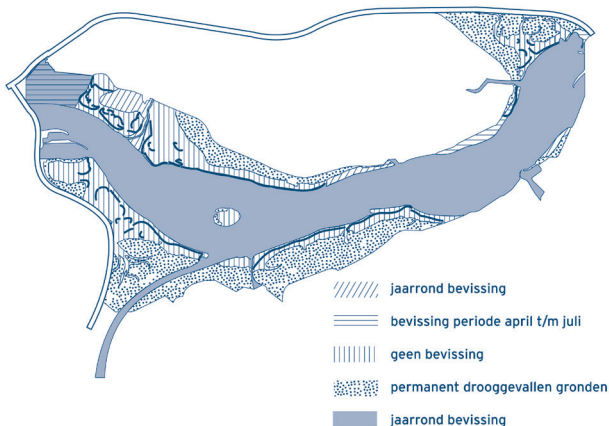 jaarrond bevissing
bevissing periode april t/m juli
geen bevissing
permanent drooggevallen gronden
jaarrond bevissing